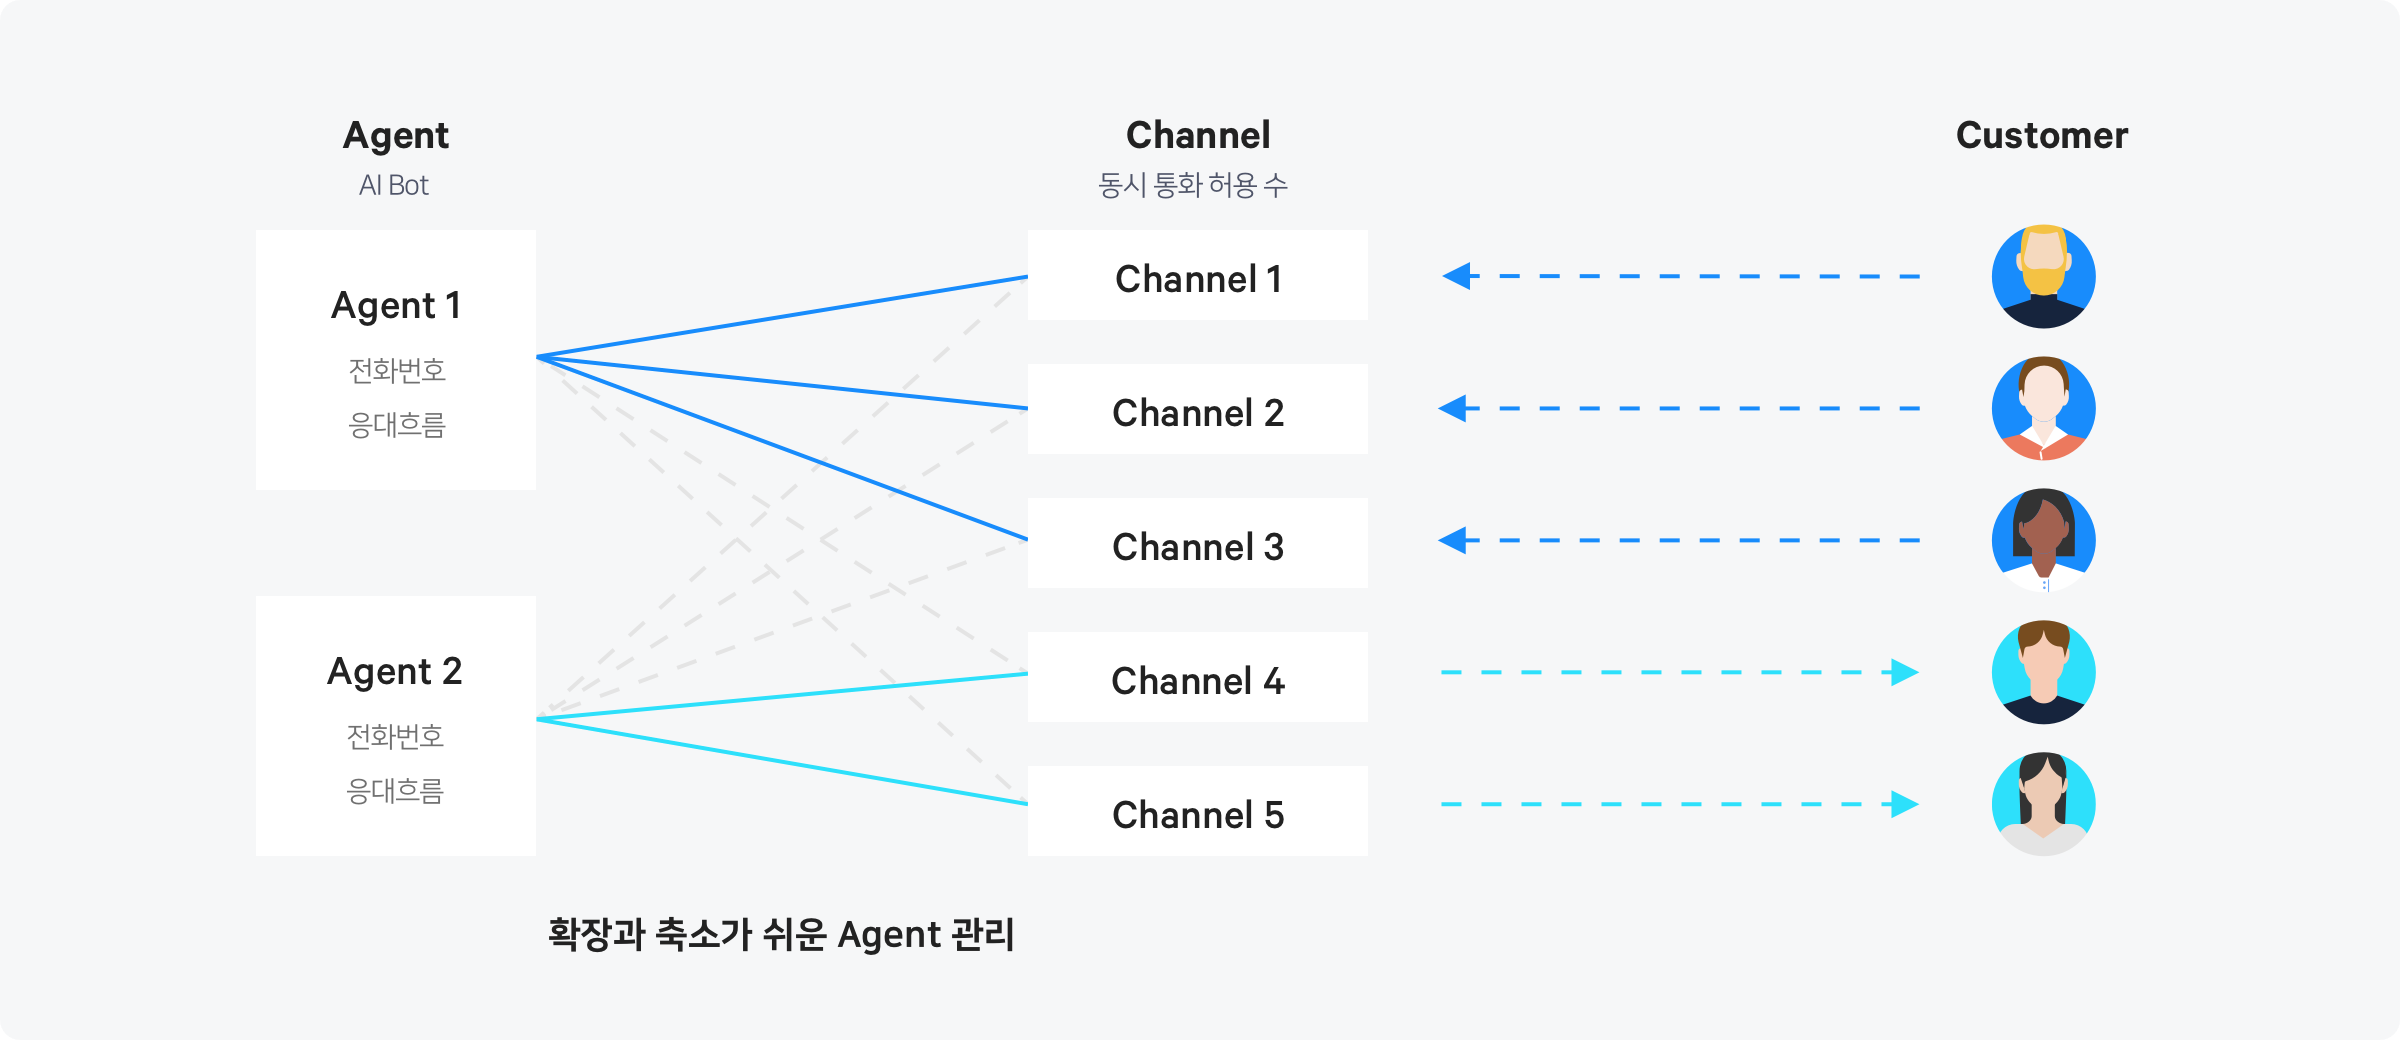 Agent
AI Bot
Agent 1
전화번호
응대흐름
Agent 2
전화번호
응대흐름
Channel
동시 통화 허용 수
Channel 1
Channel 2
Channel 3
Channel 4
Channel 5
Customer
확장과 축소가 쉬운 Agent 관리